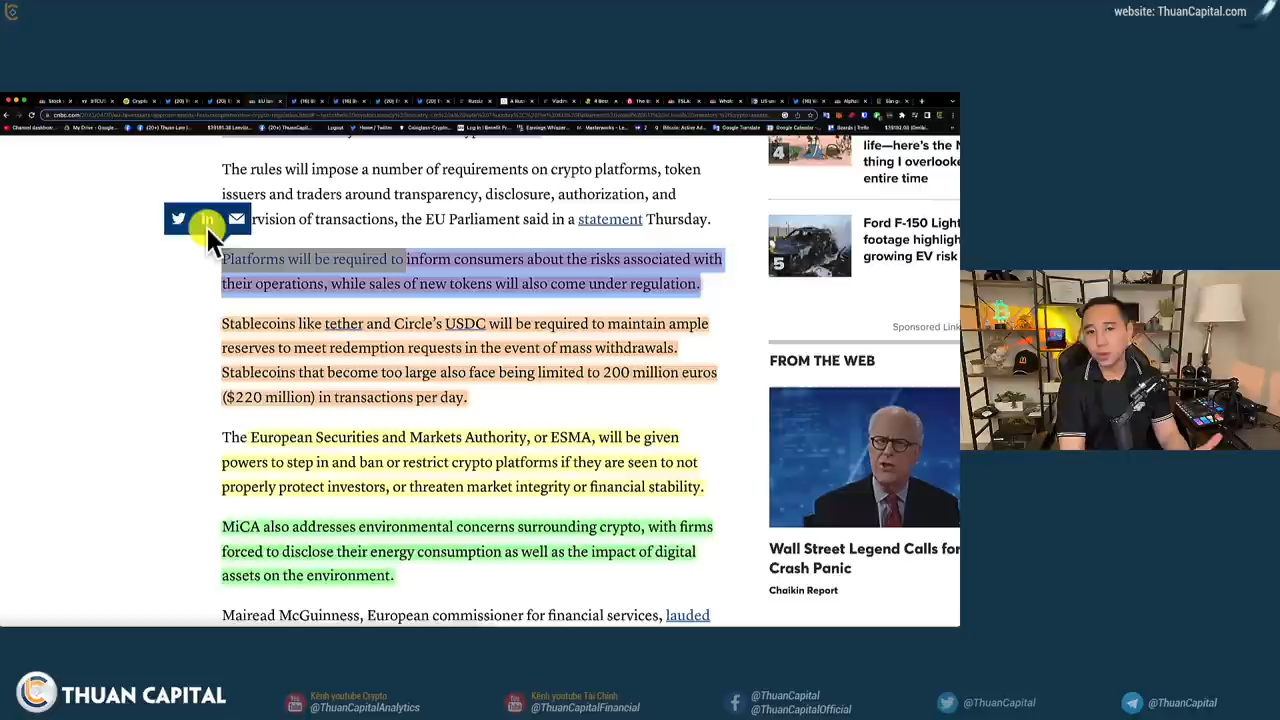 website: ThuanCapital.com
The rules will impose a number of requirements on crypto platforms, token
issuers and traders around transparency, disclosure, authorization, and
rvision of transactions, the EU Parliament said in a statement Thursday.
Platforms will be required to inform consumers about the risks associated with
their operations, while sales of new tokens will also come under regulation.
Stablecoins like tether and Circle’s USDC will be required to maintain ample
reserves to meet redemption requests in the event of mass withdrawals.
Stablecoins that become too large also face being limited to 200 million euros
($220 million) in transactions per day.
The European Securities and Markets Authority, or ESMA, will be given
powers to step in and ban or restrict crypto platforms if they are seen to not
properly protect investors, or threaten market integrity or financial stability.
MiCA also addresses environmental concerns surrounding crypto, with firms
forced to disclose their energy consumption as well as the impact of digital
assets on the environment.
Mairead McGuinness, European commissioner for financial services, lauded
4
life—here's the
thing I overlooke
entire time
5
Ford F-150 Light
footage highligh
growing EV risk
Sponsored Link
FROM THE WEB
Wall Street Legend Calls for
Crash Panic
Chaikin Report
THUAN CAPITAL
Kênh youtube Crypto
@ThuanCapitalAnalytics
Kênh youtube Tài Chính
@ThuanCapitalFinancial
@ThuanCapital
@ThuanCapitalOfficial
@ThuanCapital
@ThuanCapital